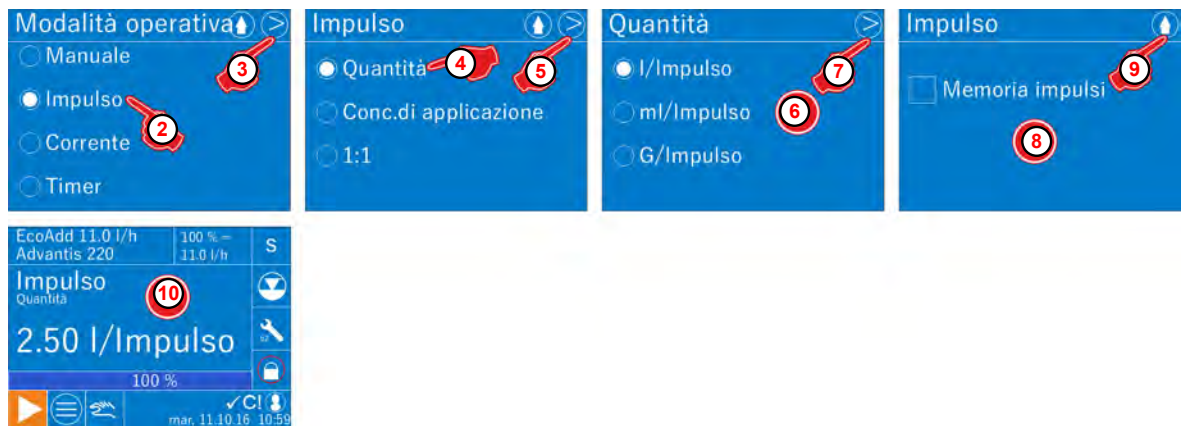 Modalità operativa
Manuale
3
Impulso
2
Corrente
Timer
Impulso
Quantità
4
5
Conc.di applicazione
1:1
Quantità
l/Impulso
7
ml/Impulso
6
G/Impulso
Impulso
9
Memoria impulsi
8
EcoAdd 11.0 l/h
Advantis 220
100 % –
11.0 l/h
S
Impulso
Quantità
10
2.50 l/Impulso
100 %
✓C!
mar, 11.10.16 10:59